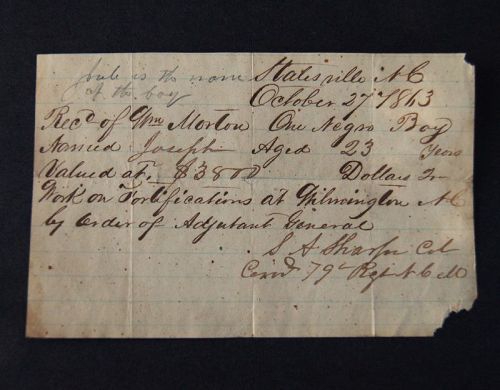 Jule is the name
of the boy
Statesville NC
October 27th 1863
Recd of Wm Morton One Negro Boy
Named Joseph Aged 23 Years
Valued at $3800 Dollars To
Work on Fortifications at Wilmington NC
by Order of Adjutant General
S A Sharpe Col
Comd 79th Regt N C M